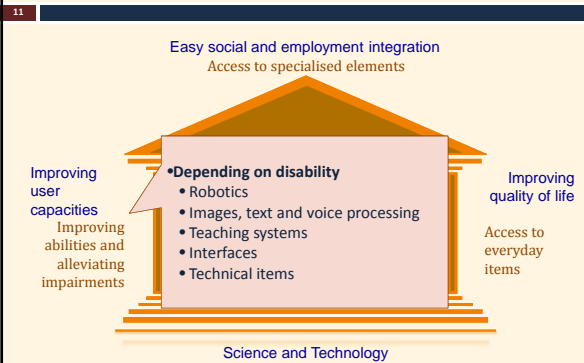 11
Easy social and employment integration
Access to specialised elements
Improving
user
capacities
Improving
abilities and
alleviating
impairments
•Depending on disability
• Robotics
• Images, text and voice processing
• Teaching systems
• Interfaces
• Technical items
Improving
quality of life
Access to
everyday
items
Science and Technology